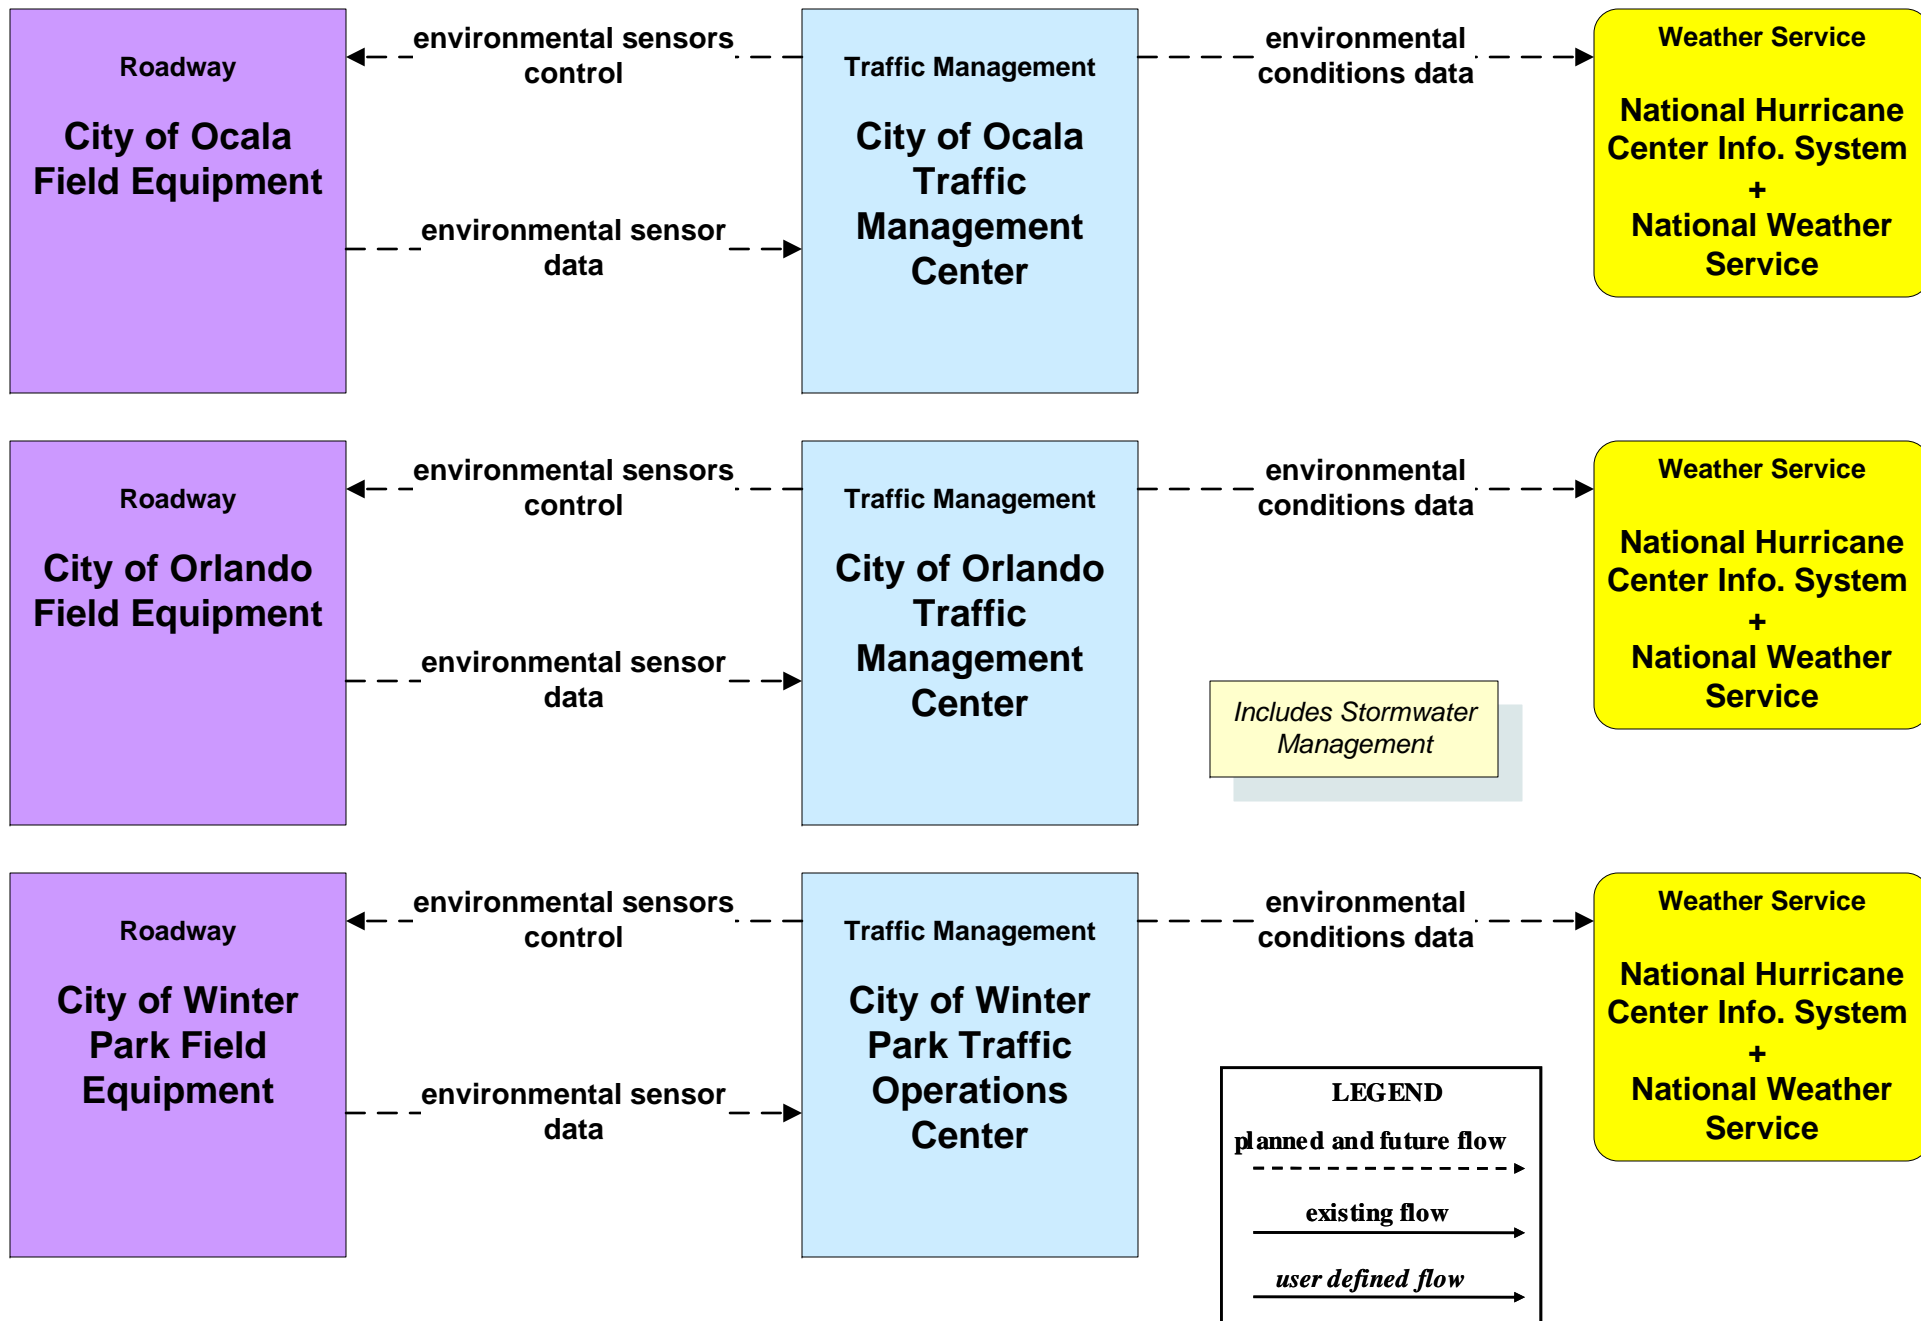 Roadway
City of Ocala
Field Equipment
environmental sensors
control
environmental sensor
data
Traffic Management
City of Ocala
Traffic
Management
Center
environmental
conditions data
Weather Service
National Hurricane
Center Info. System
+
National Weather
Service
Roadway
City of Orlando
Field Equipment
environmental sensors
control
environmental sensor
data
Traffic Management
City of Orlando
Traffic
Management
Center
environmental
conditions data
Includes Stormwater
Management
Weather Service
National Hurricane
Center Info. System
+
National Weather
Service
Roadway
City of Winter
Park Field
Equipment
environmental sensors
control
environmental sensor
data
Traffic Management
City of Winter
Park Traffic
Operations
Center
environmental
conditions data
Weather Service
National Hurricane
Center Info. System
+
National Weather
Service
LEGEND
planned and future flow
existing flow
user defined flow